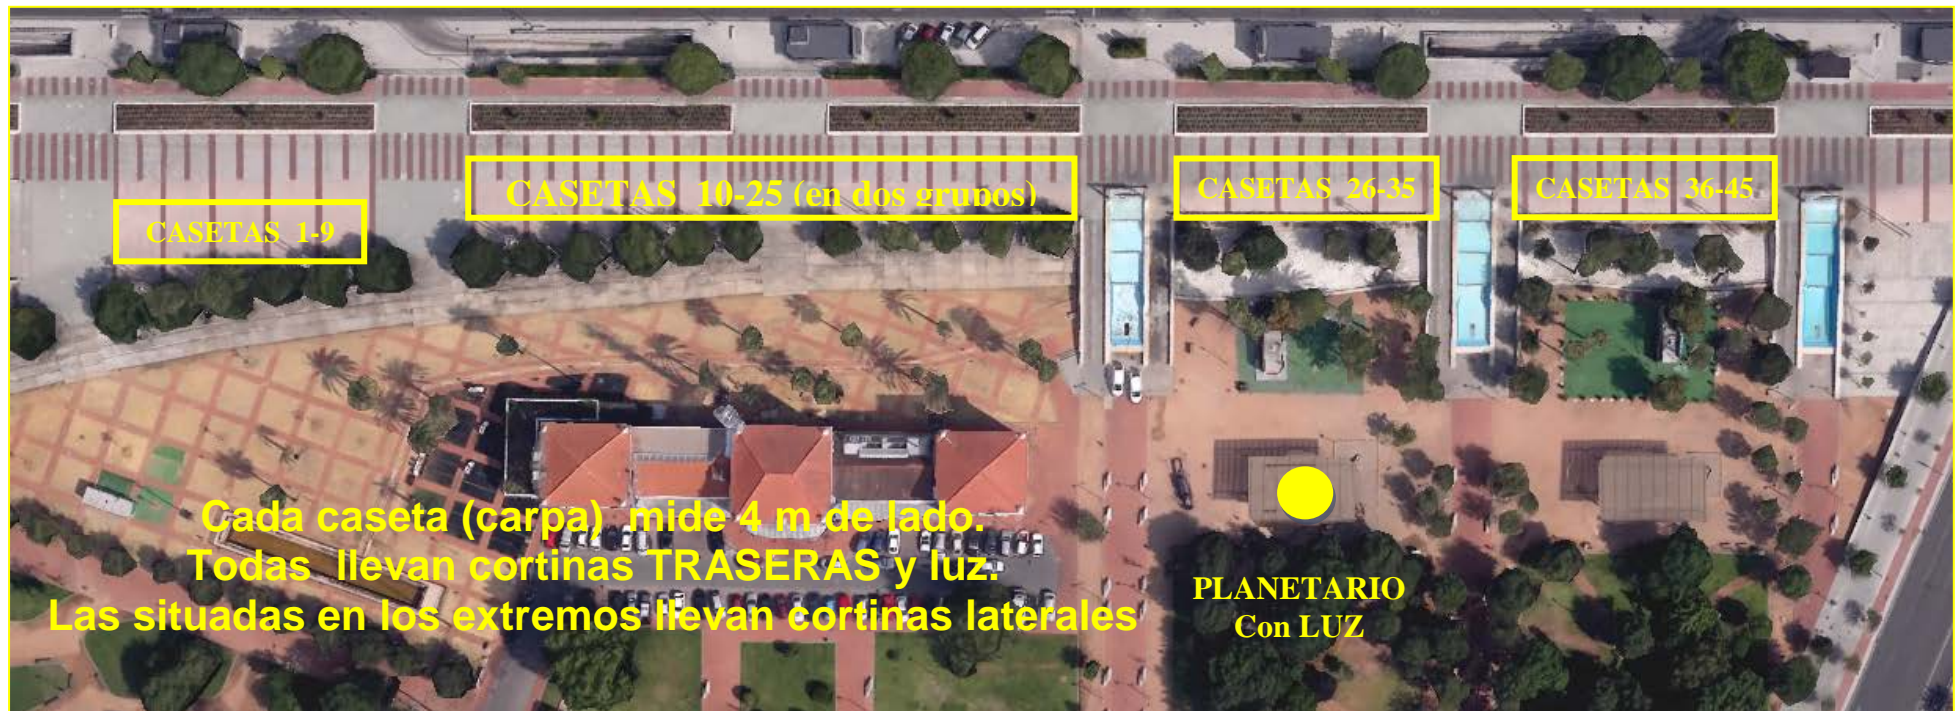 CASETAS 1-9
CASETAS 10-25 (en dos grupos)
CASETAS 26-35
CASETAS 36-45
Cada caseta (carpa) mide 4 m de lado.
Todas llevan cortinas TRASERAS y luz.
Las situadas en los extremos llevan cortinas laterales
PLANETARIO
Con LUZ